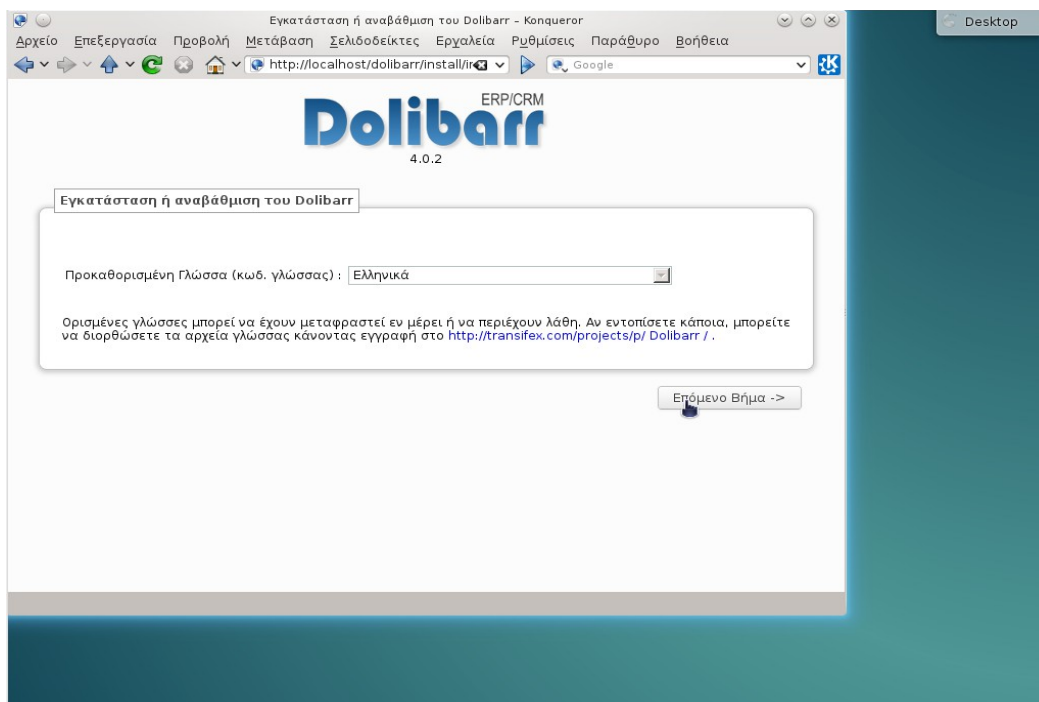 Εγκατάσταση ή αναβάθμιση του Dolibarr – Konqueror
Desktop
Αρχείο Επεξεργασία Προβολή Μετάβαση Σελιδοδείκτες Εργαλεία Ρυθμίσεις Παράθυρο Βοήθεια
http://localhost/dolibarr/install/in Google
ERP/CRM
Dolibarr
4.0.2
Εγκατάσταση ή αναβάθμιση του Dolibarr
Προκαθορισμένη Γλώσσα (κωδ. γλώσσας) : Ελληνικά
Ορισμένες γλώσσες μπορεί να έχουν μεταφραστεί εν μέρει ή να περιέχουν λάθη. Αν εντοπίσετε κάποια, μπορείτε
να διορθώσετε τα αρχεία γλώσσας κάνοντας εγγραφή στο http://transifex.com/projects/p/ Dolibarr / .
Επόμενο Βήμα ->